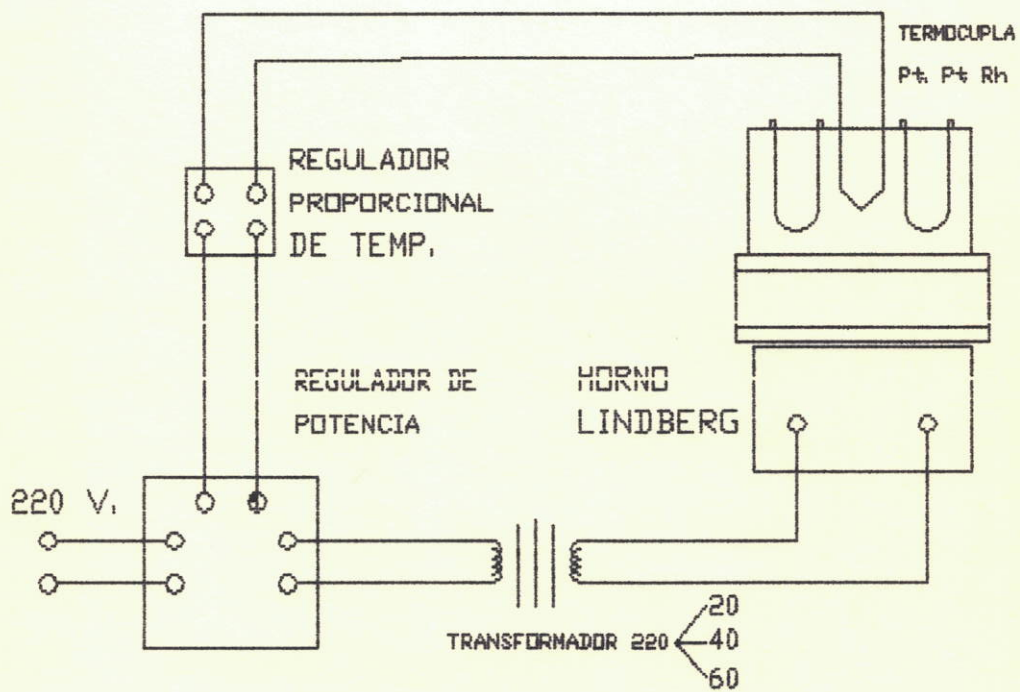 TERMOCUPLA
Pt. Pt Rh
REGULADOR
PROPORCIONAL
DE TEMP.
REGULADOR DE
POTENCIA
HORNO
LINDBERG
220 V.
TRANSFORMADOR 220
20
40
60